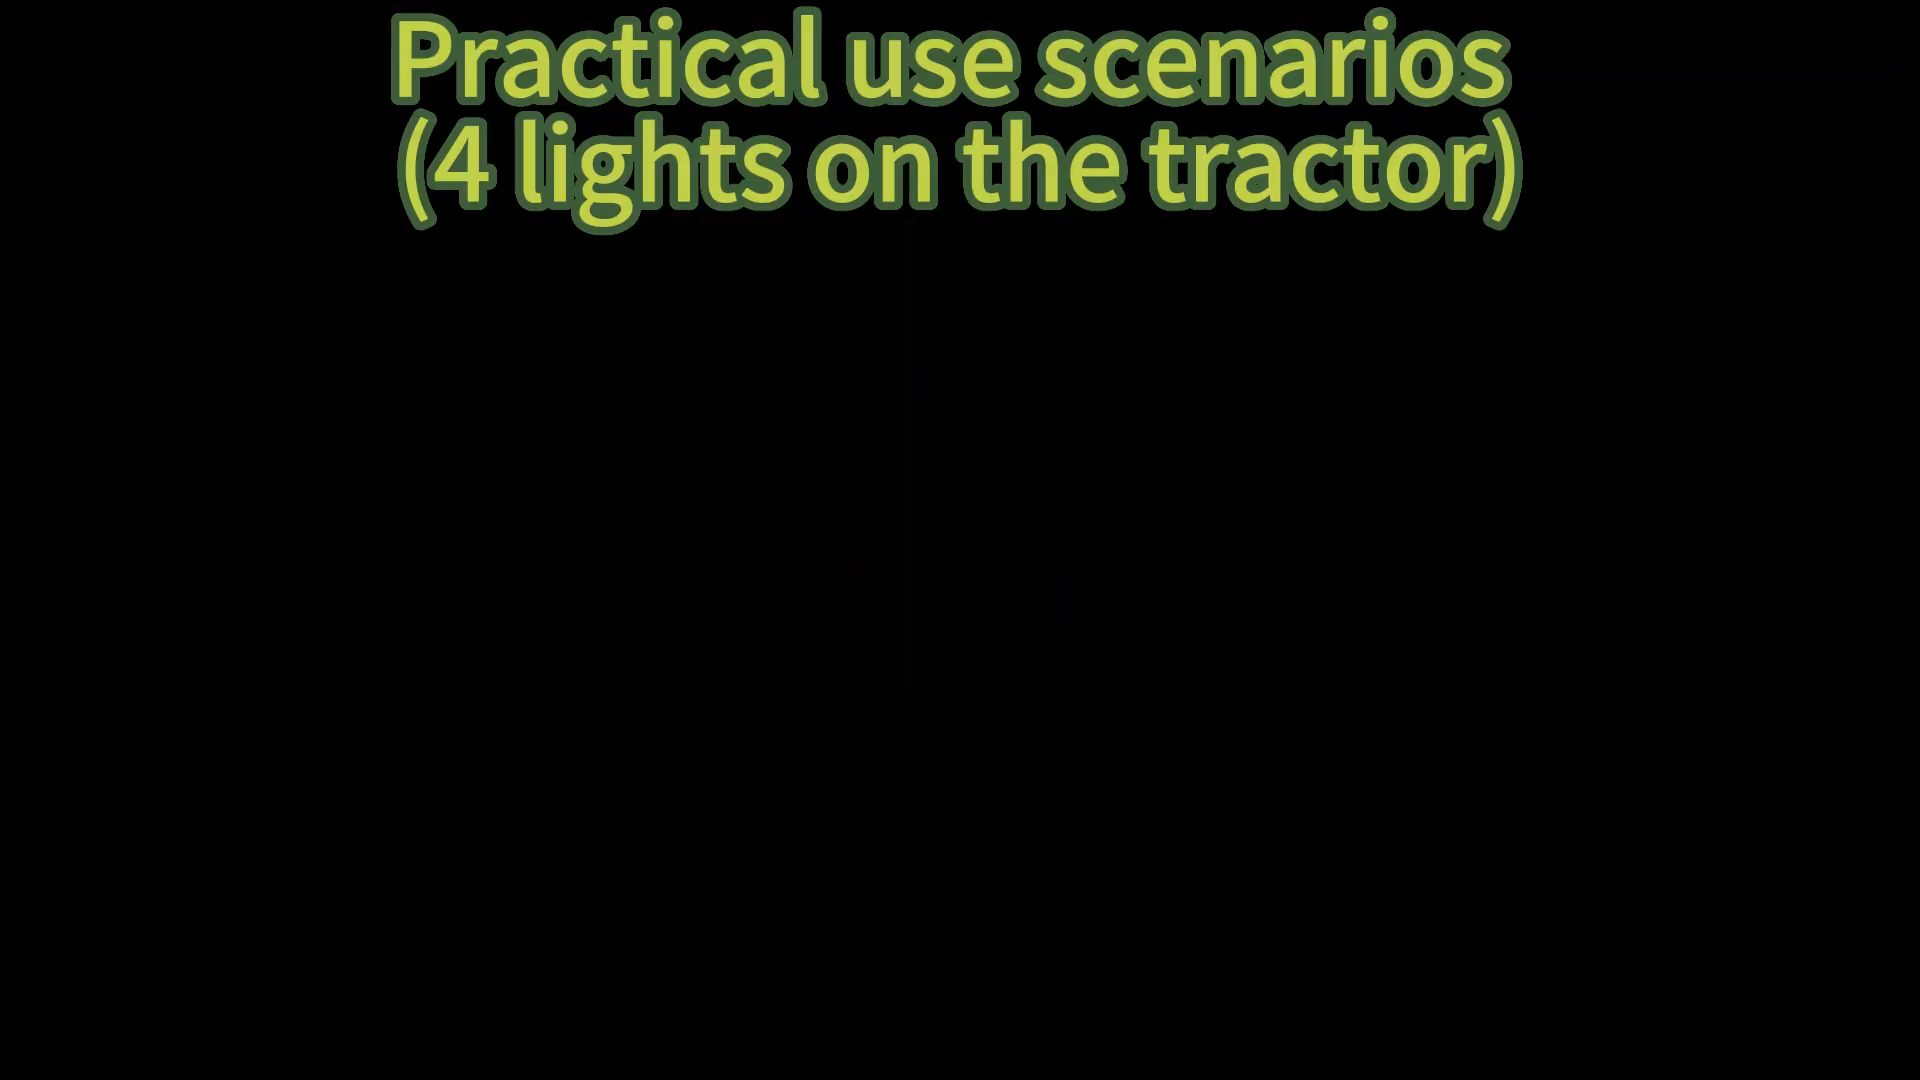 Practical use scenarios
(4 lights on the tractor)